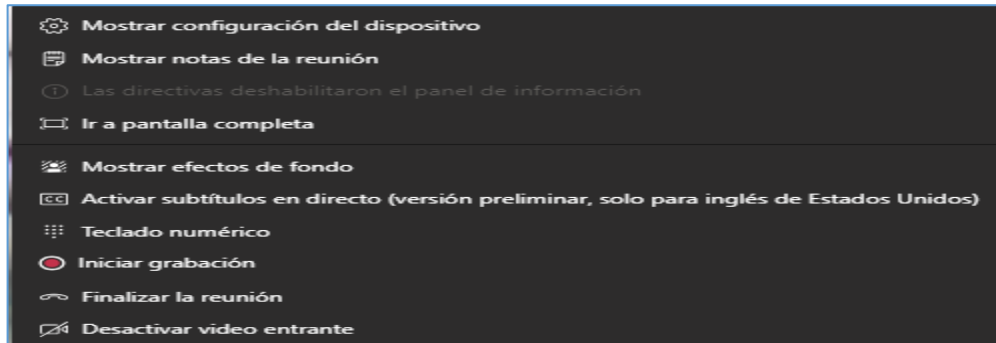 Mostrar configuración del dispositivo
Mostrar notas de la reunión
Las directivas deshabilitaron el panel de información
Ir a pantalla completa
Mostrar efectos de fondo
CC Activar subtítulos en directo (versión preliminar, solo para inglés de Estados Unidos)
Teclado numérico
Iniciar grabación
Finalizar la reunión
Desactivar video entrante